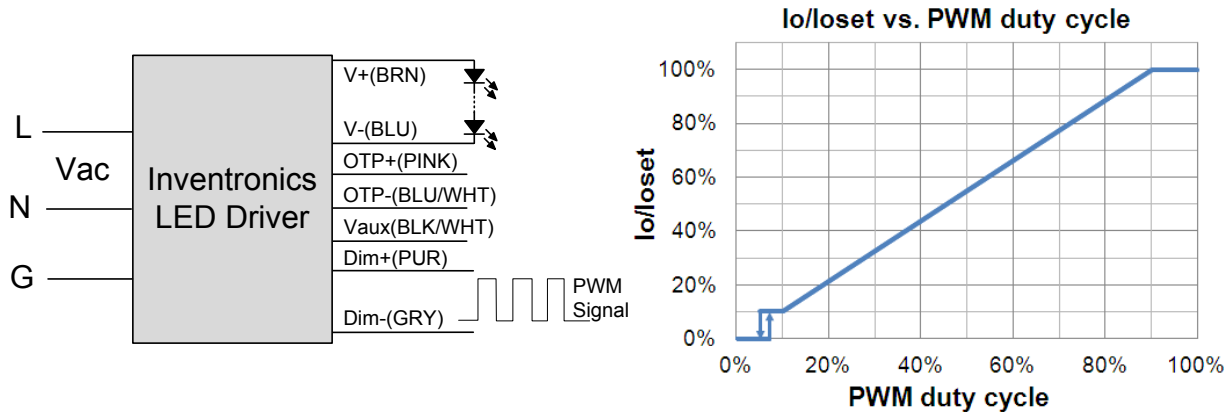 L
Vac
N
G
Inventronics
LED Driver
V+(BRN)
V-(BLU)
OTP+(PINK)
OTP-(BLU/WHT)
Vaux(BLK/WHT)
Dim+(PUR)
Dim-(GRY)
PWM
Signal
Io/Ioset vs. PWM duty cycle
Io/Ioset
100%
80%
60%
40%
20%
0%
0% 20% 40% 60% 80% 100%
PWM duty cycle